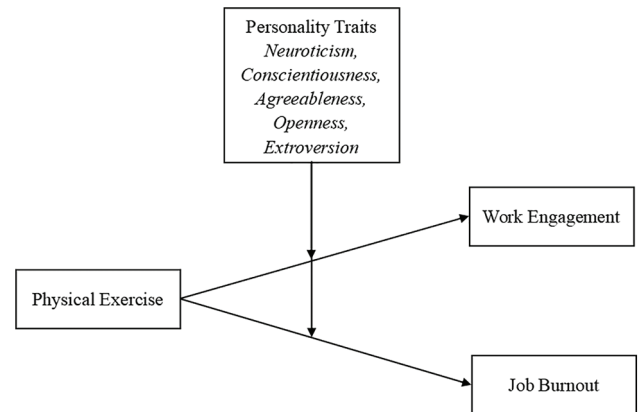 Personality Traits
Neuroticism,
Conscientiousness,
Agreeableness,
Openness,
Extroversion
Work Engagement
Physical Exercise
Job Burnout